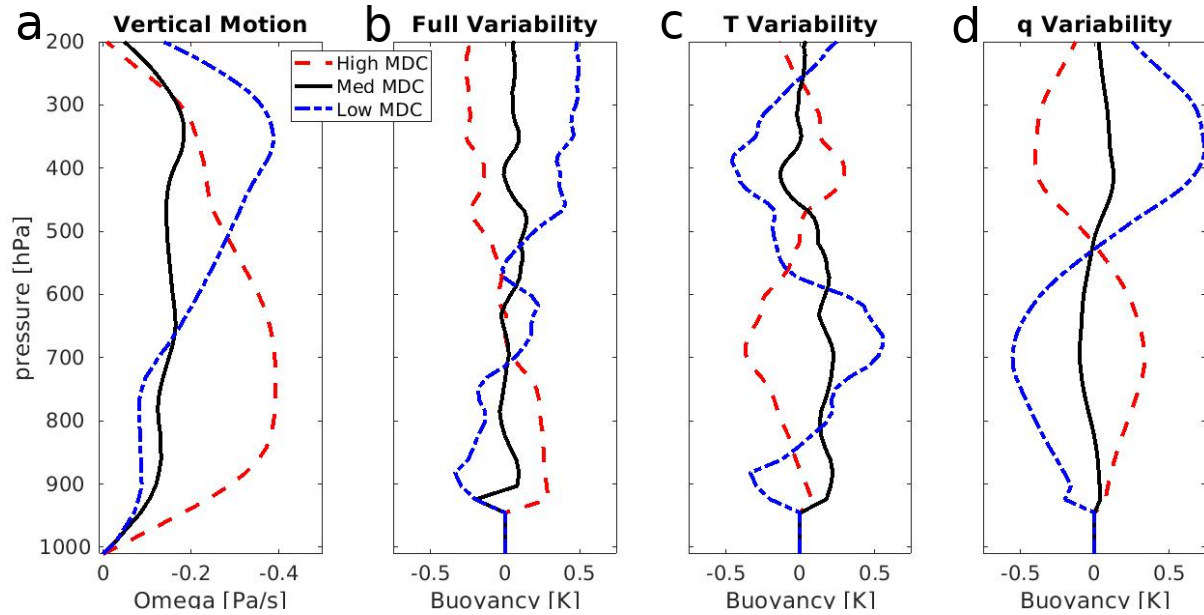 a
Vertical Motion
b
Full Variability
c
T Variability
d
q Variability
High MDC
Med MDC
Low MDC
pressure [hPa]
200
300
400
500
600
700
800
900
1000
0
-0.2
-0.4
Omega [Pa/s]
-0.5
0
0.5
Buoyancy [K]
-0.5
0
0.5
Buoyancy [K]
-0.5
0
0.5
Buoyancy [K]